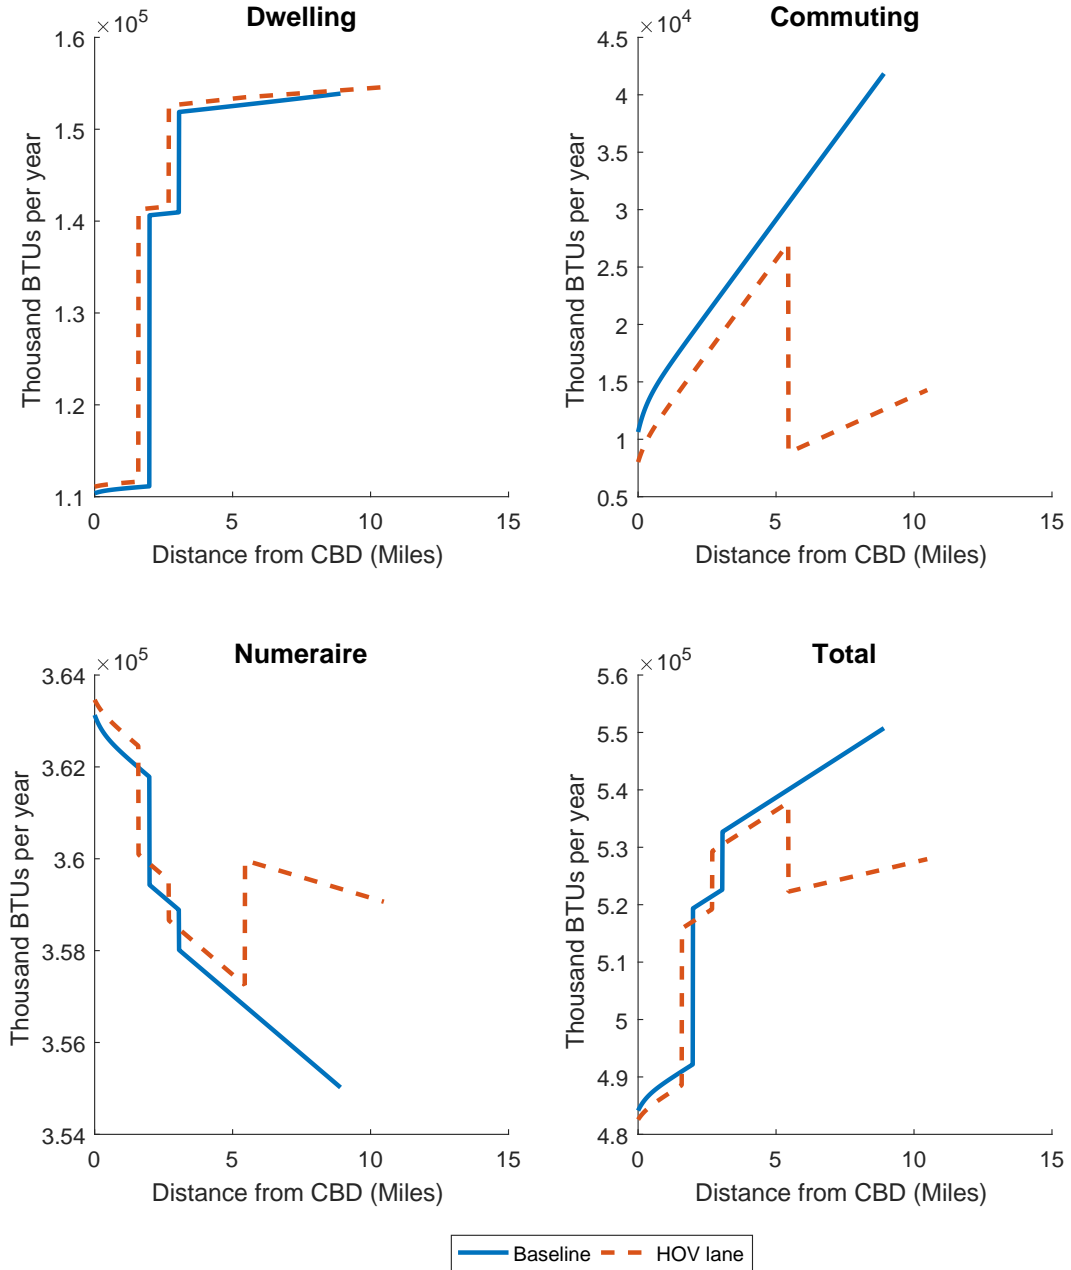 Dwelling
×10^5
1.6
1.5
1.4
1.3
1.2
1.1
Thousand BTUs per year
0 5 10 15
Distance from CBD (Miles)
Commuting
×10^4
4.5
4
3.5
3
2.5
2
1.5
1
0.5
Thousand BTUs per year
0 5 10 15
Distance from CBD (Miles)
Numeraire
×10^5
3.64
3.62
3.6
3.58
3.56
3.54
Thousand BTUs per year
0 5 10 15
Distance from CBD (Miles)
Total
×10^5
5.6
5.5
5.4
5.3
5.2
5.1
5
4.9
4.8
Thousand BTUs per year
0 5 10 15
Distance from CBD (Miles)
Baseline HOV lane